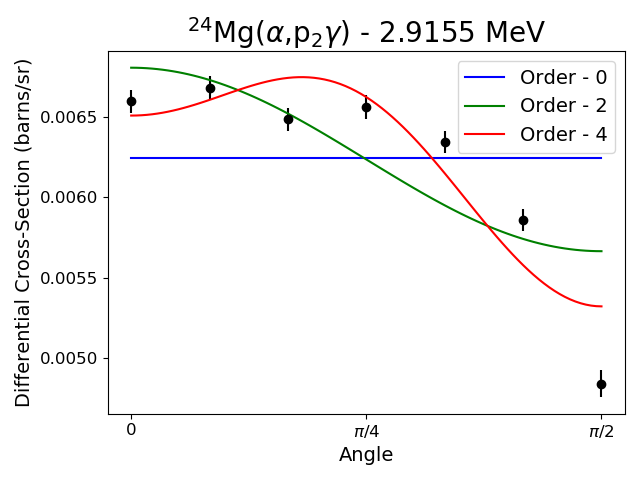 ²⁴Mg(α,p₂γ) - 2.9155 MeV
Order - 0
Order - 2
Order - 4
Differential Cross-Section (barns/sr)
0.0065
0.0060
0.0055
0.0050
0 π/4 π/2
Angle